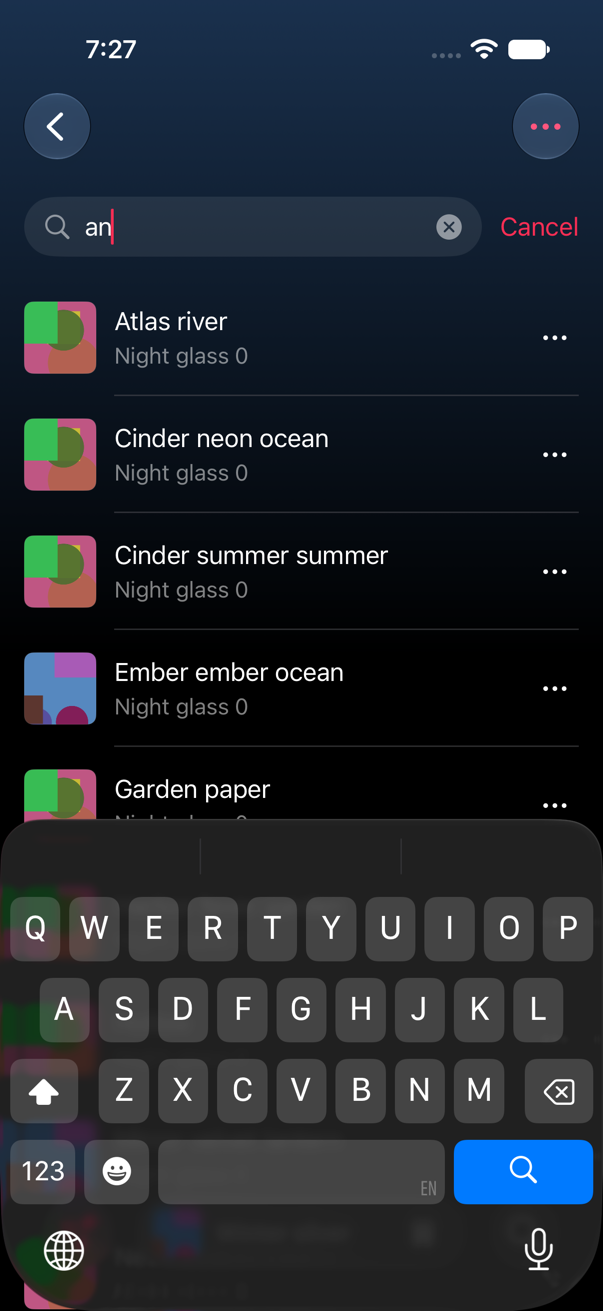 7:27
an
Cancel
Atlas river
Night glass 0
Cinder neon ocean
Night glass 0
Cinder summer summer
Night glass 0
Ember ember ocean
Night glass 0
Garden paper
Q W E R T Y U I O P
A S D F G H J K L
Z X C V B N M
123
EN